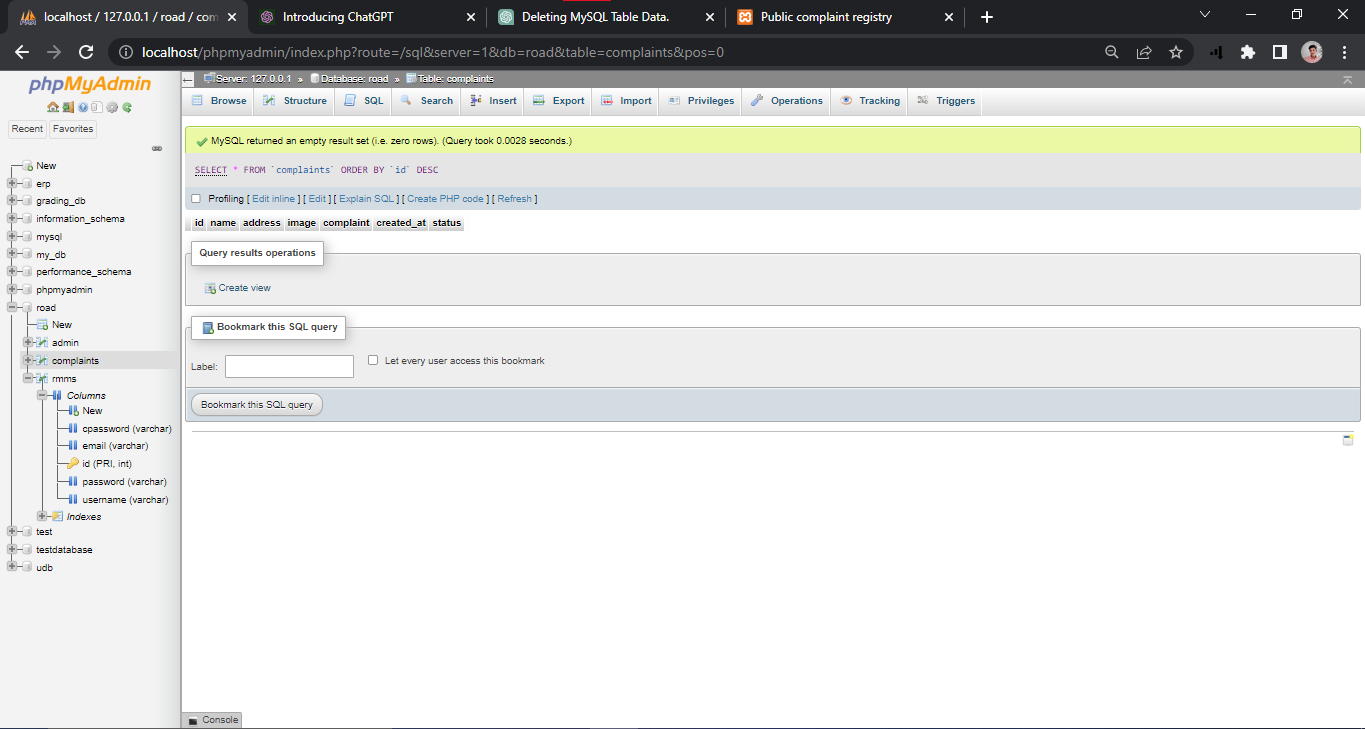 localhost / 127.0.0.1 / road / com
Introducing ChatGPT
Deleting MySQL Table Data.
Public complaint registry
localhost/phpmyadmin/index.php?route=/sql&server=1&db=road&table=complaints&pos=0
phpMyAdmin
Recent Favorites
New
erp
grading_db
information_schema
mysql
my_db
performance_schema
phpmyadmin
road
New
admin
complaints
rmms
Columns
New
cpassword (varchar)
email (varchar)
id (PRI, int)
password (varchar)
username (varchar)
Indexes
test
testdatabase
udb
Server: 127.0.0.1 » Database: road » Table: complaints
Browse Structure SQL Search Insert Export Import Privileges Operations Tracking Triggers
MySQL returned an empty result set (i.e. zero rows). (Query took 0.0028 seconds.)
SELECT * FROM `complaints` ORDER BY `id` DESC
Profiling [ Edit inline ] [ Edit ] [ Explain SQL ] [ Create PHP code ] [ Refresh ]
id name address image complaint created_at status
Query results operations
Create view
Bookmark this SQL query
Label: Let every user access this bookmark
Bookmark this SQL query
Console